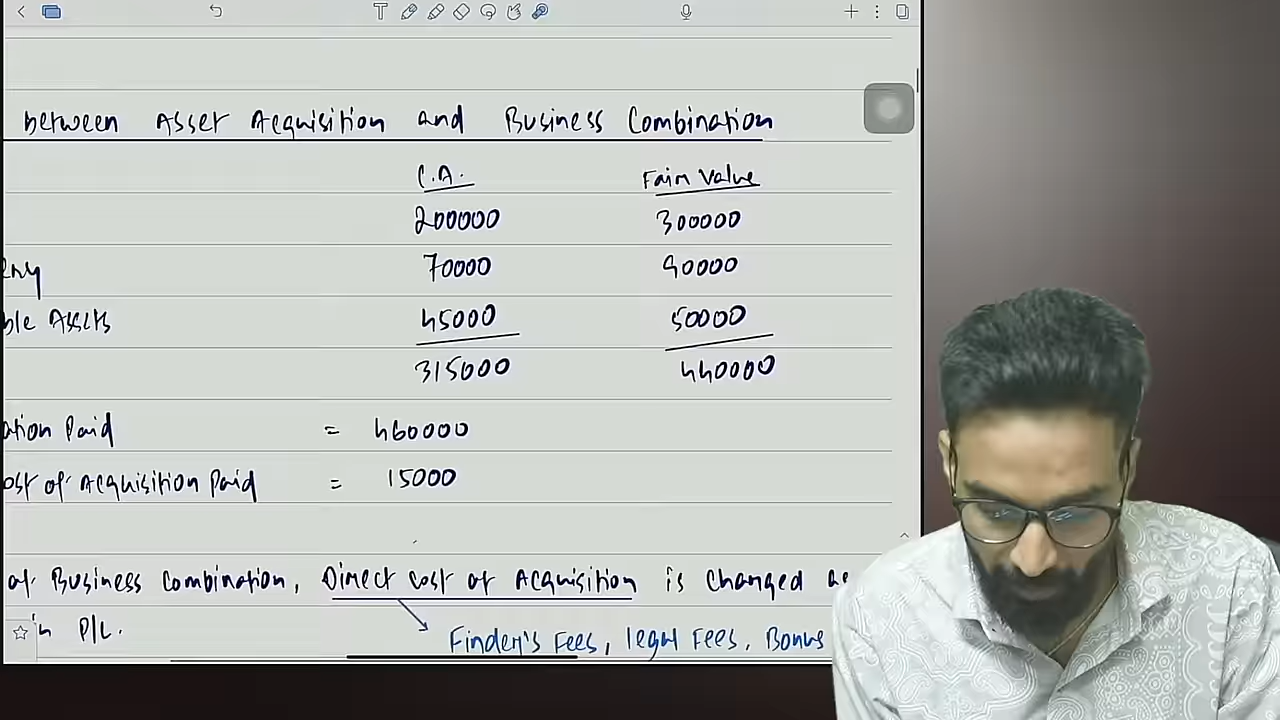 between Asset Acquisition and Business Combination
C.A. Fair Value
200000 300000
70000 90000
ble Assets 45000 50000
315000 440000
ation Paid = 460000
ost of Acquisition Paid = 15000
of Business Combination, Direct cost of Acquisition is charged
in P/L.
Finder's Fees, legal Fees, Bonus